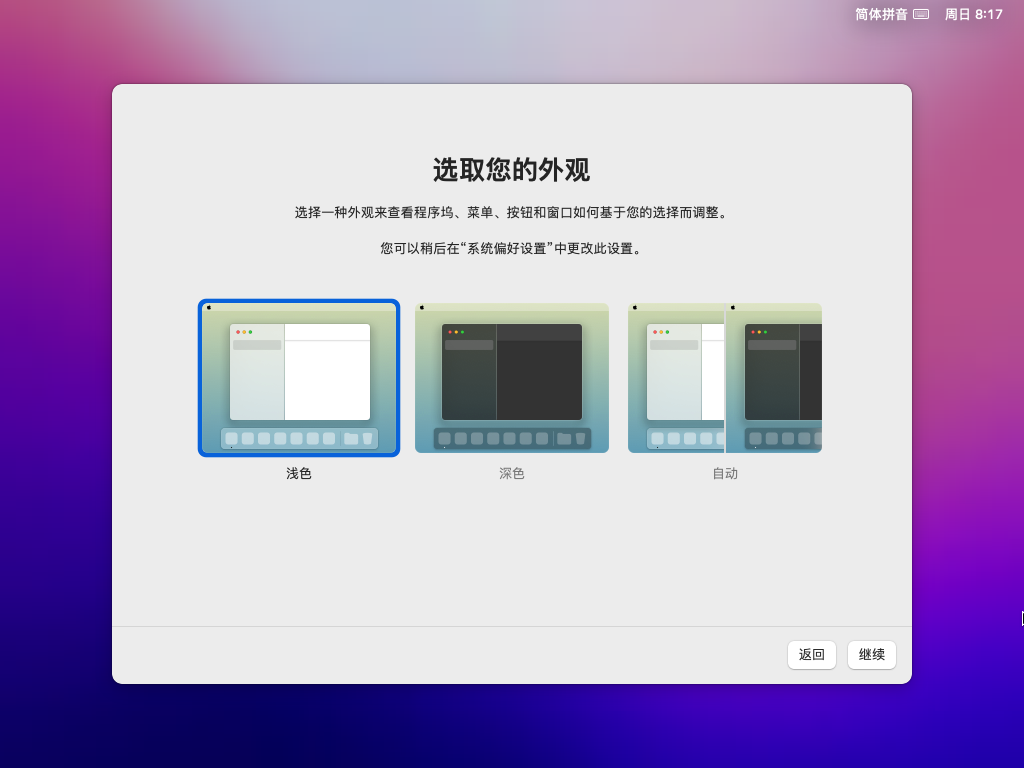 简体拼音 周日 8:17
选取您的外观
选择一种外观来查看程序坞、菜单、按钮和窗口如何基于您的选择而调整。
您可以稍后在“系统偏好设置”中更改此设置。
浅色 深色 自动
返回 继续